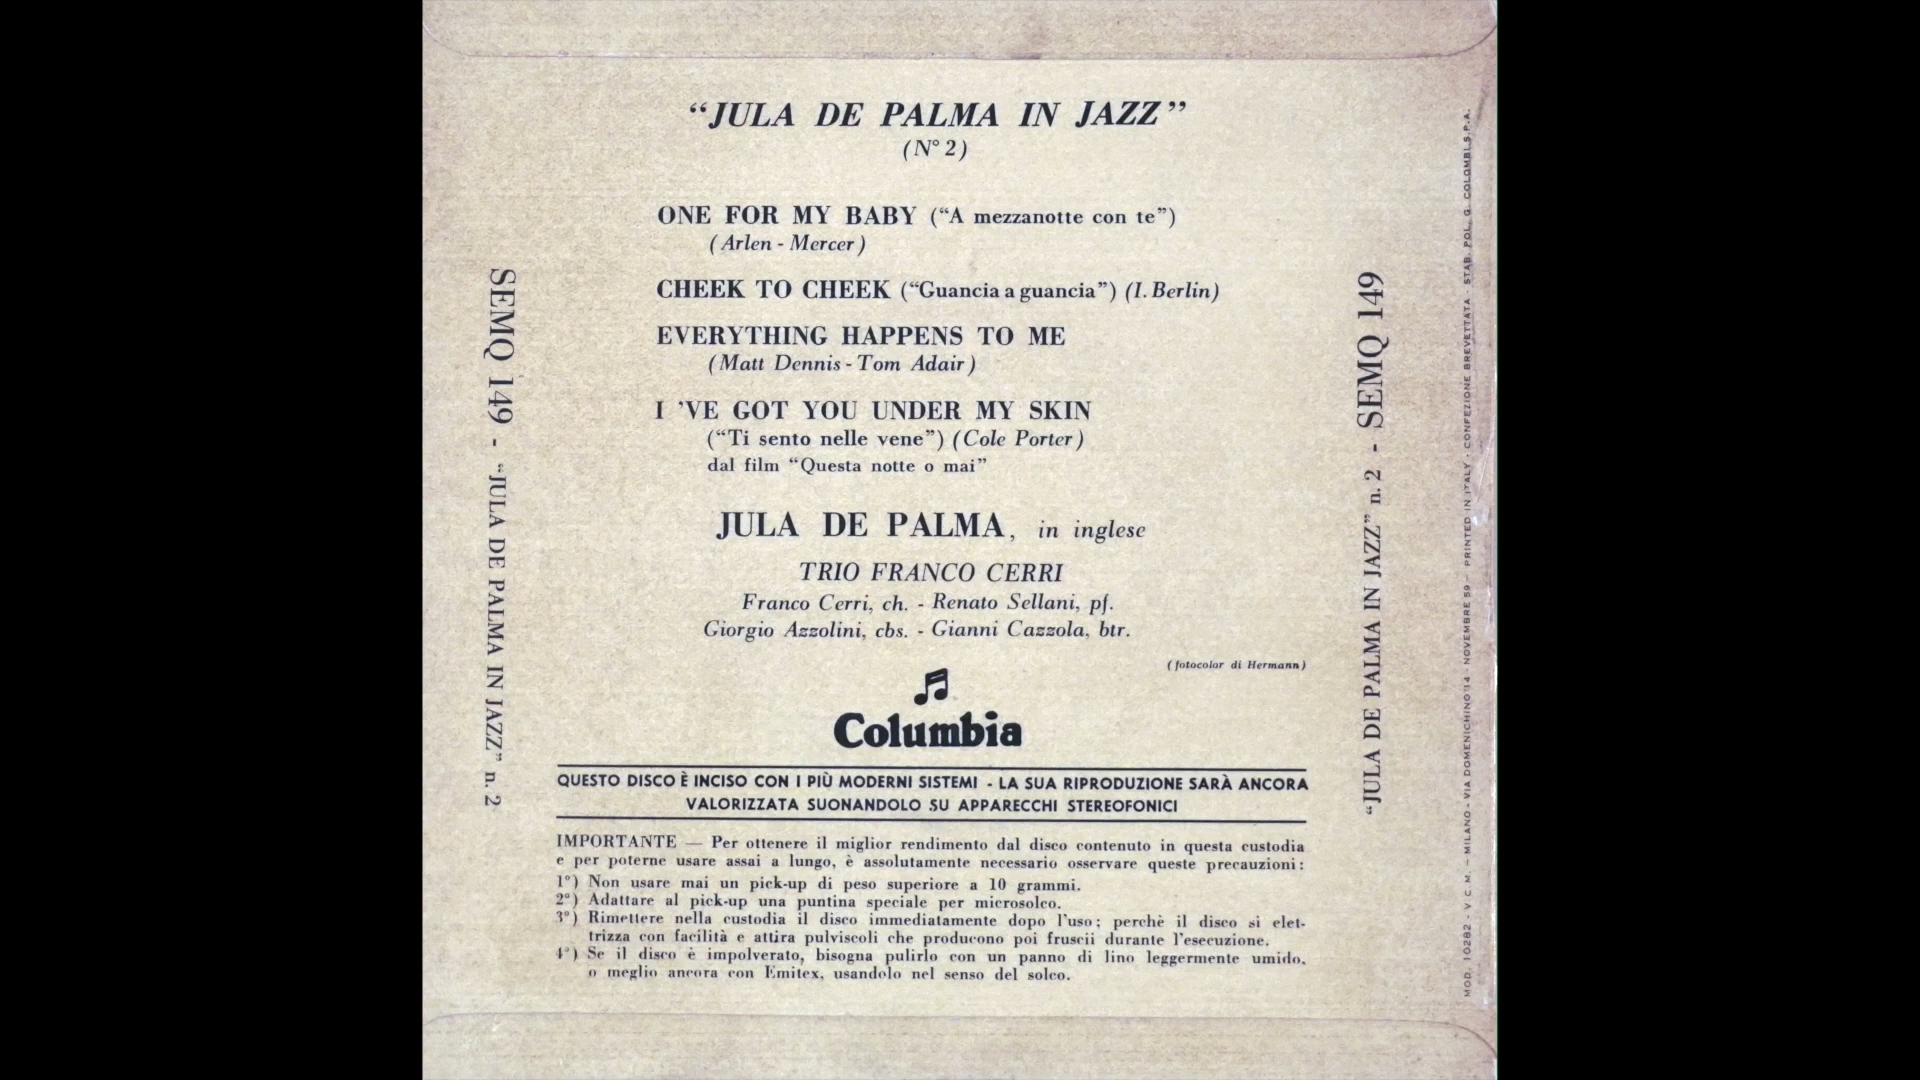 “JULA DE PALMA IN JAZZ”
(N° 2)
ONE FOR MY BABY (“A mezzanotte con te”)
(Arlen - Mercer)
CHEEK TO CHEEK (“Guancia a guancia”) (I. Berlin)
EVERYTHING HAPPENS TO ME
(Matt Dennis - Tom Adair)
I 'VE GOT YOU UNDER MY SKIN
(“Ti sento nelle vene”) (Cole Porter)
dal film “Questa notte o mai”
JULA DE PALMA, in inglese
TRIO FRANCO CERRI
Franco Cerri, ch. - Renato Sellani, pf.
Giorgio Azzolini, cbs. - Gianni Cazzola, btr.
(fotocolor di Hermann)
Columbia
QUESTO DISCO È INCISO CON I PIÙ MODERNI SISTEMI - LA SUA RIPRODUZIONE SARÀ ANCORA
VALORIZZATA SUONANDOLO SU APPARECCHI STEREOFONICI
IMPORTANTE — Per ottenere il miglior rendimento dal disco contenuto in questa custodia
e per poterne usare assai a lungo, è assolutamente necessario osservare queste precauzioni:
1°) Non usare mai un pick-up di peso superiore a 10 grammi.
2°) Adattare al pick-up una puntina speciale per microsolco.
3°) Rimettere nella custodia il disco immediatamente dopo l'uso; perchè il disco si elet-
trizza con facilità e attira pulviscoli che producono poi fruscii durante l'esecuzione.
4°) Se il disco è impolverato, bisogna pulirlo con un panno di lino leggermente umido,
o meglio ancora con Emitex, usandolo nel senso del solco.
SEMQ 149 - “JULA DE PALMA IN JAZZ” n. 2
“JULA DE PALMA IN JAZZ” n. 2 - SEMQ 149
MOD. 10282 - V. C. M. — MILANO - VIA DOMENICHINO 14 - NOVEMBRE 59 — PRINTED IN ITALY - CONFEZIONE BREVETTATA - STAB. POL. G. COLOMBI S.P.A.